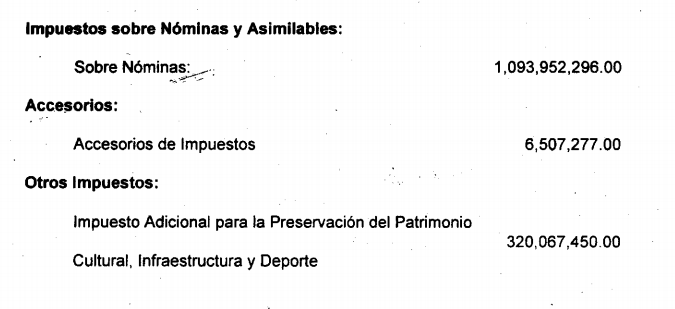 Impuestos sobre Nóminas y Asimilables:
Sobre Nóminas: 1,093,952,296.00
Accesorios:
Accesorios de Impuestos 6,507,277.00
Otros Impuestos:
Impuesto Adicional para la Preservación del Patrimonio
320,067,450.00
Cultural, Infraestructura y Deporte